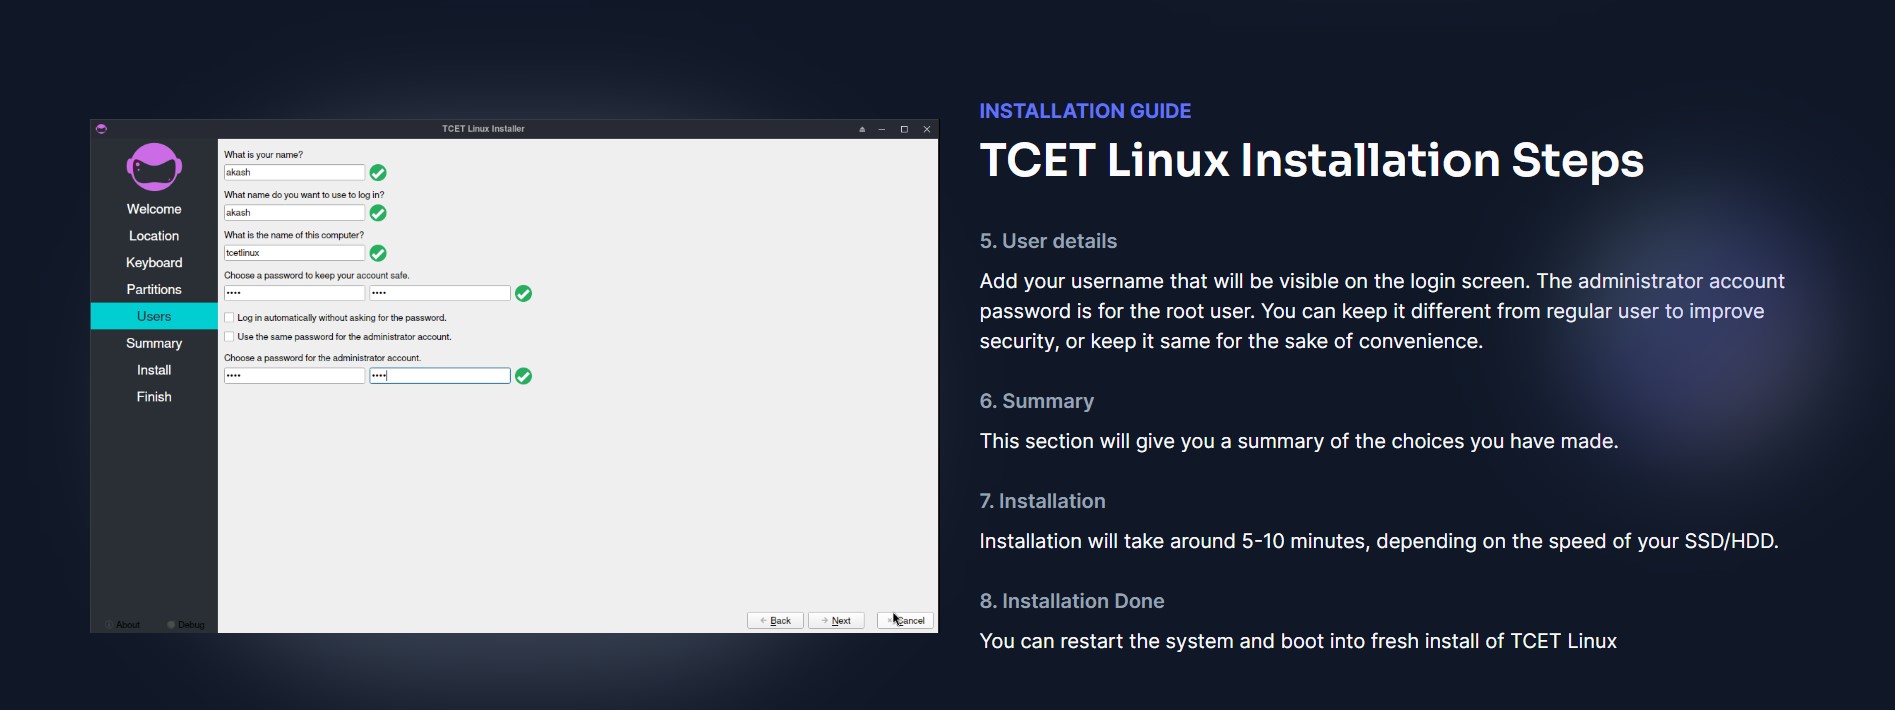 TCET Linux Installer
Welcome
Location
Keyboard
Partitions
Users
Summary
Install
Finish
About
Debug
What is your name?
akash
What name do you want to use to log in?
akash
What is the name of this computer?
tcetlinux
Choose a password to keep your account safe.
•••• ••••
Log in automatically without asking for the password.
Use the same password for the administrator account.
Choose a password for the administrator account.
•••• ••••
Back
Next
Cancel
INSTALLATION GUIDE
TCET Linux Installation Steps
5. User details
Add your username that will be visible on the login screen. The administrator account
password is for the root user. You can keep it different from regular user to improve
security, or keep it same for the sake of convenience.
6. Summary
This section will give you a summary of the choices you have made.
7. Installation
Installation will take around 5-10 minutes, depending on the speed of your SSD/HDD.
8. Installation Done
You can restart the system and boot into fresh install of TCET Linux